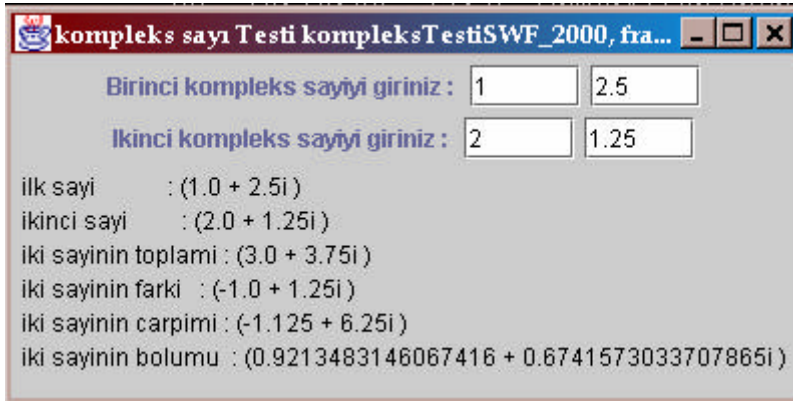 kompleks sayı Testi kompleksTestiSWF_2000, fra...
Birinci kompleks sayiyi giriniz : 1 2.5
Ikinci kompleks sayiyi giriniz : 2 1.25
ilk sayi : (1.0 + 2.5i )
ikinci sayi : (2.0 + 1.25i )
iki sayinin toplami : (3.0 + 3.75i )
iki sayinin farki : (-1.0 + 1.25i )
iki sayinin carpimi : (-1.125 + 6.25i )
iki sayinin bolumu : (0.9213483146067416 + 0.6741573033707865i )